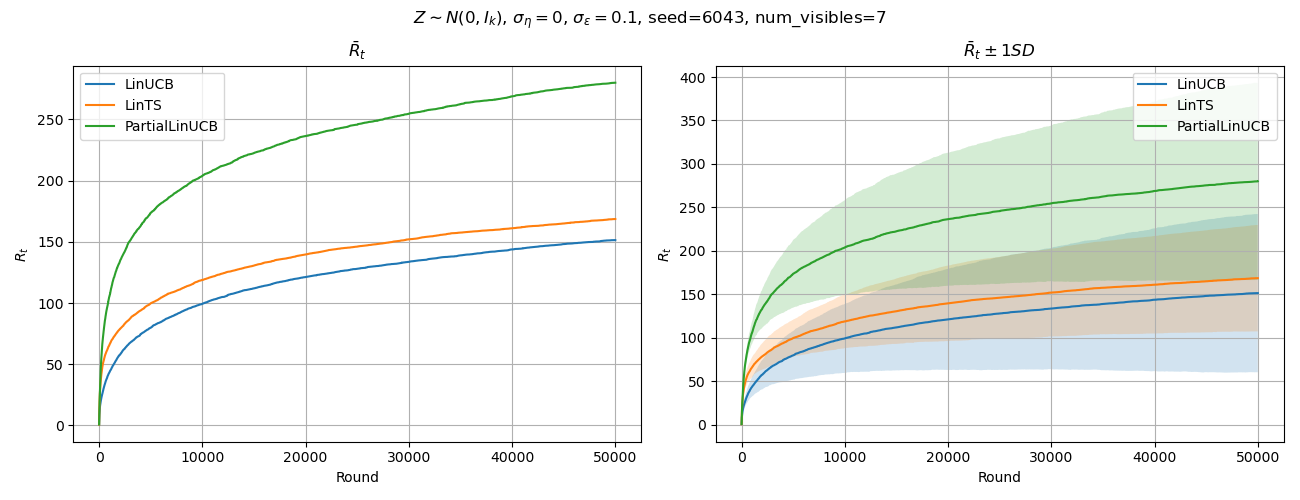 Z ~ N(0, I_k), σ_η = 0, σ_ε = 0.1, seed=6043, num_visibles=7
R̄_t
LinUCB
LinTS
PartialLinUCB
250
200
150
100
50
0
R_t
0
10000
20000
30000
40000
50000
Round
R̄_t ± 1SD
LinUCB
LinTS
PartialLinUCB
400
350
300
250
200
150
100
50
0
R_t
0
10000
20000
30000
40000
50000
Round